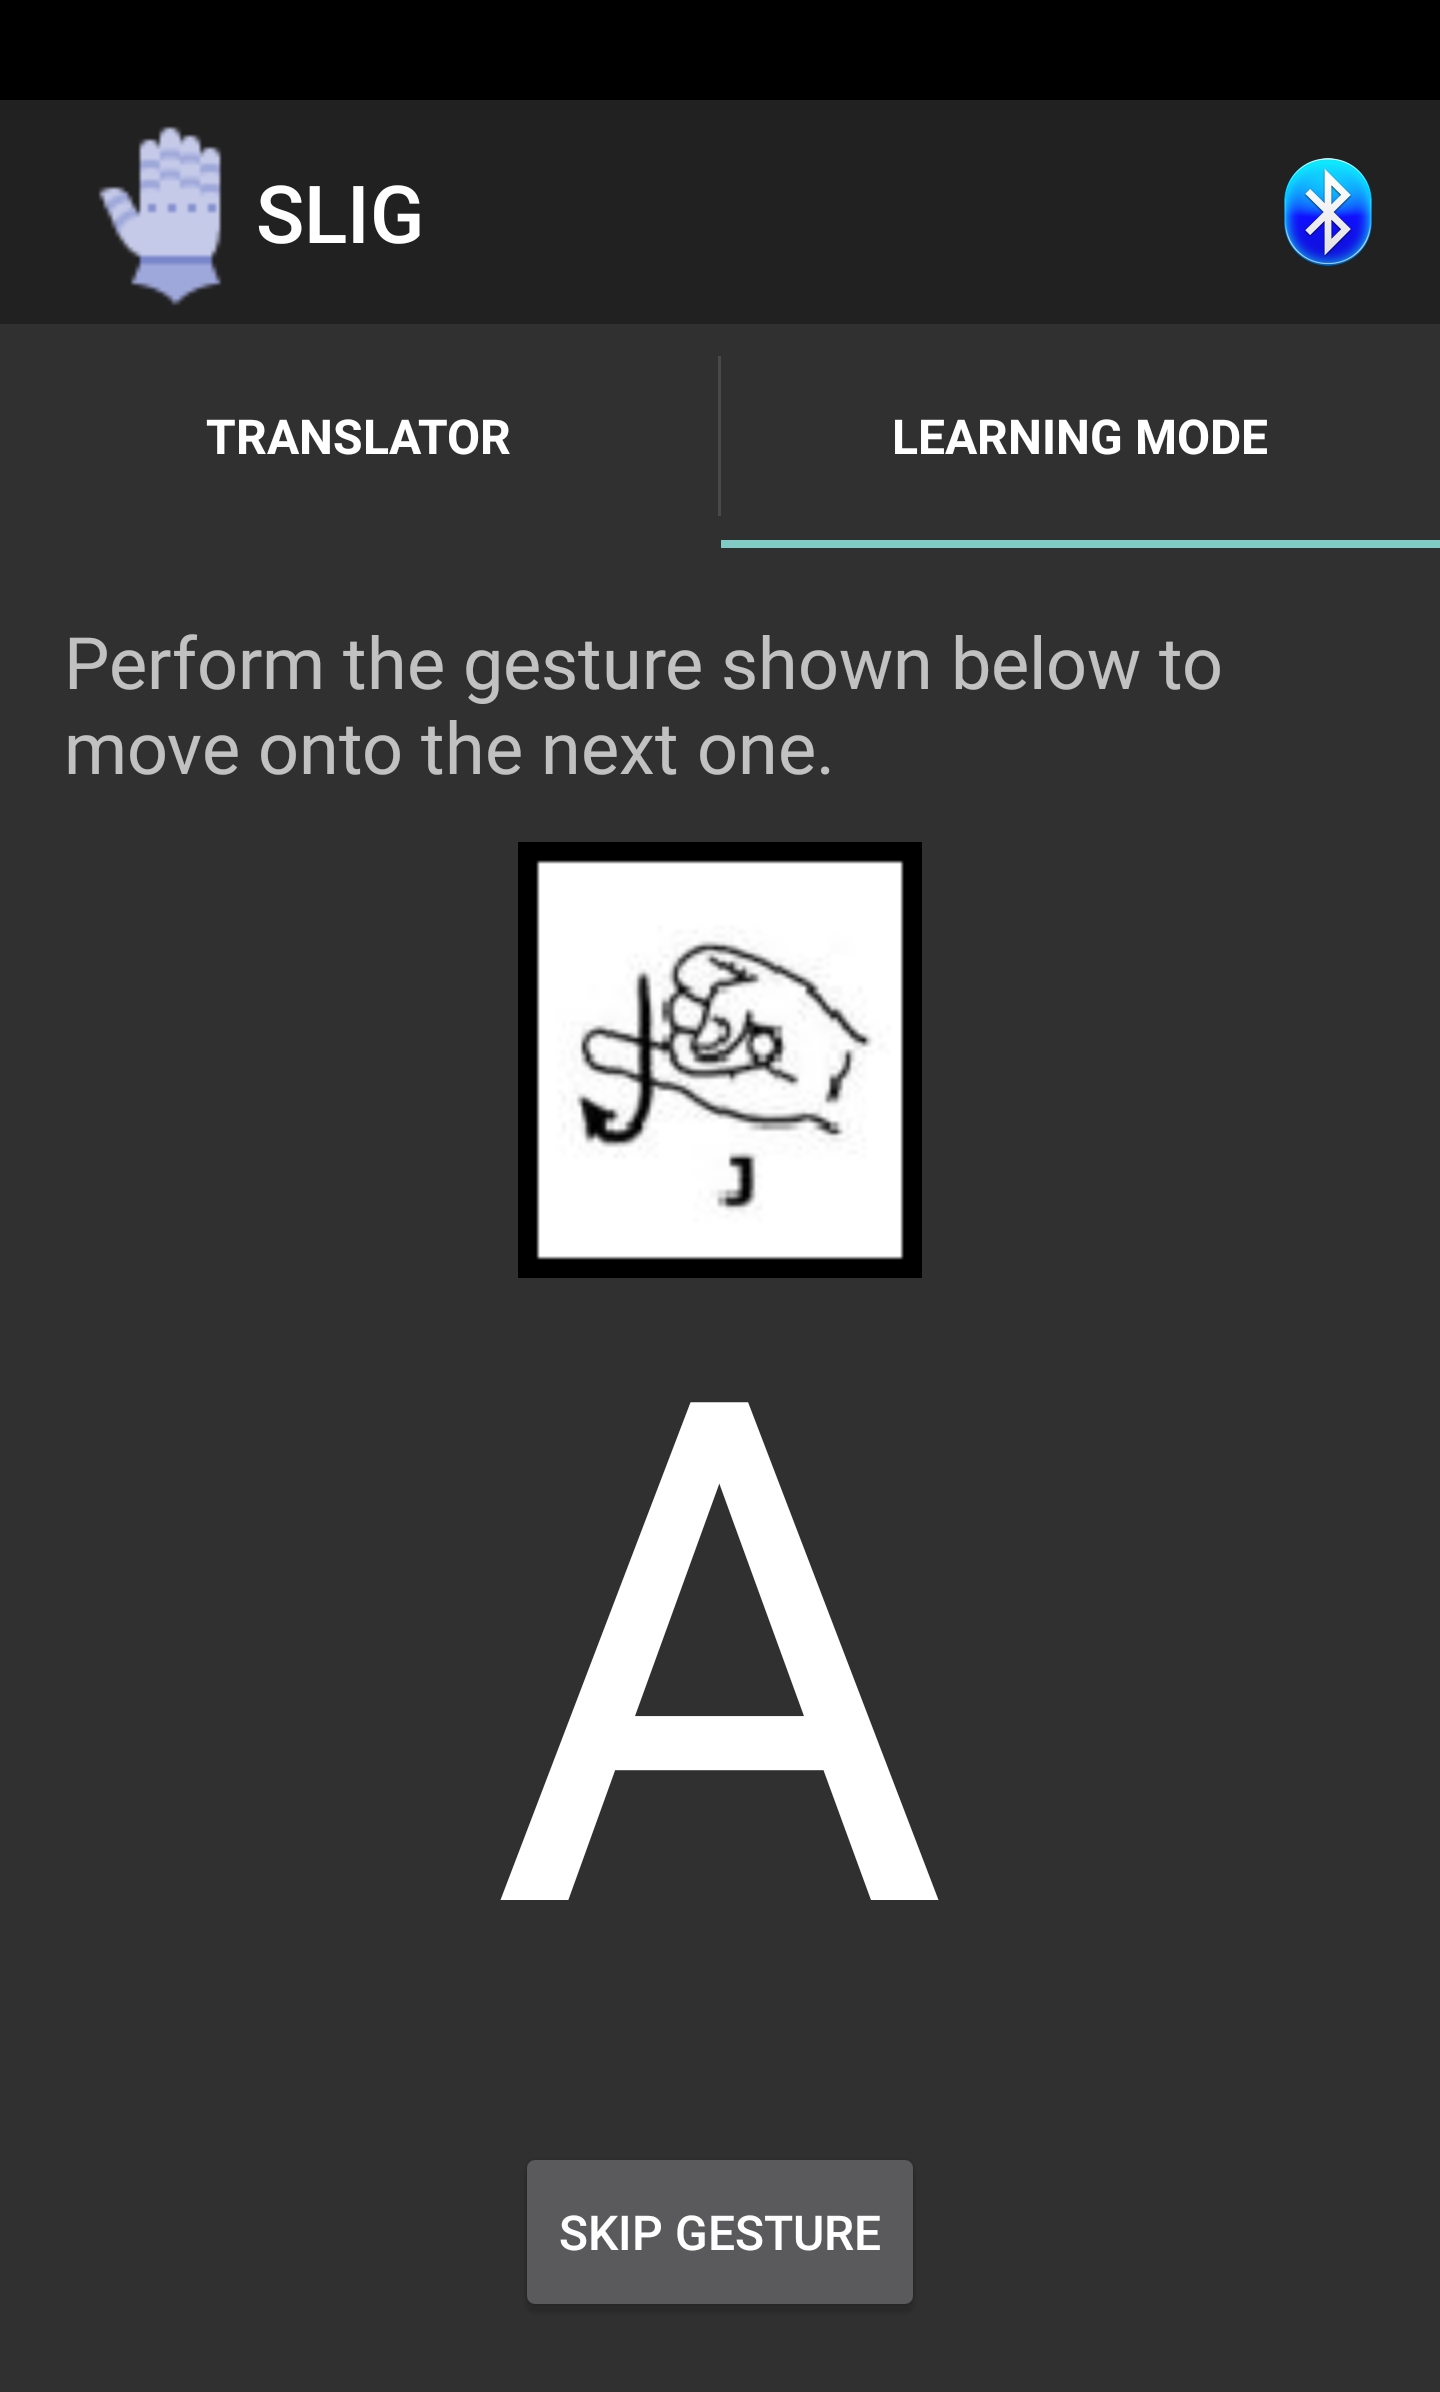 SLIG
TRANSLATOR
LEARNING MODE
Perform the gesture shown below to
move onto the next one.
J
A
SKIP GESTURE